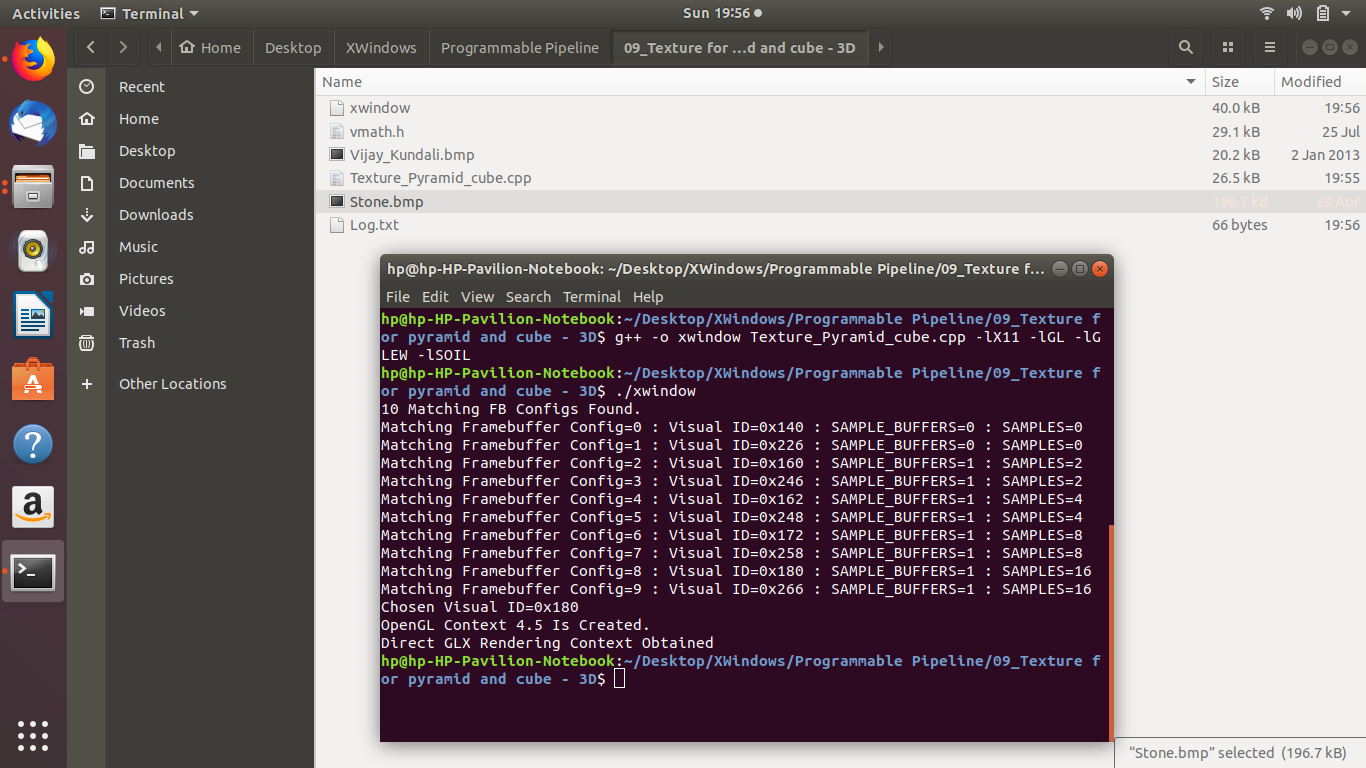 Activities Terminal Sun 19:56
Home Desktop XWindows Programmable Pipeline 09_Texture for ...d and cube - 3D
Recent
Home
Desktop
Documents
Downloads
Music
Pictures
Videos
Trash
Other Locations
Name Size Modified
xwindow 40.0 kB 19:56
vmath.h 29.1 kB 25 Jul
Vijay_Kundali.bmp 20.2 kB 2 Jan 2013
Texture_Pyramid_cube.cpp 26.5 kB 19:55
Stone.bmp 196.7 kB 29 Apr
Log.txt 66 bytes 19:56
hp@hp-HP-Pavilion-Notebook: ~/Desktop/XWindows/Programmable Pipeline/09_Texture f...
File Edit View Search Terminal Help
hp@hp-HP-Pavilion-Notebook:~/Desktop/XWindows/Programmable Pipeline/09_Texture f
or pyramid and cube - 3D$ g++ -o xwindow Texture_Pyramid_cube.cpp -lX11 -lGL -lG
LEW -lSOIL
hp@hp-HP-Pavilion-Notebook:~/Desktop/XWindows/Programmable Pipeline/09_Texture f
or pyramid and cube - 3D$ ./xwindow
10 Matching FB Configs Found.
Matching Framebuffer Config=0 : Visual ID=0x140 : SAMPLE_BUFFERS=0 : SAMPLES=0
Matching Framebuffer Config=1 : Visual ID=0x226 : SAMPLE_BUFFERS=0 : SAMPLES=0
Matching Framebuffer Config=2 : Visual ID=0x160 : SAMPLE_BUFFERS=1 : SAMPLES=2
Matching Framebuffer Config=3 : Visual ID=0x246 : SAMPLE_BUFFERS=1 : SAMPLES=2
Matching Framebuffer Config=4 : Visual ID=0x162 : SAMPLE_BUFFERS=1 : SAMPLES=4
Matching Framebuffer Config=5 : Visual ID=0x248 : SAMPLE_BUFFERS=1 : SAMPLES=4
Matching Framebuffer Config=6 : Visual ID=0x172 : SAMPLE_BUFFERS=1 : SAMPLES=8
Matching Framebuffer Config=7 : Visual ID=0x258 : SAMPLE_BUFFERS=1 : SAMPLES=8
Matching Framebuffer Config=8 : Visual ID=0x180 : SAMPLE_BUFFERS=1 : SAMPLES=16
Matching Framebuffer Config=9 : Visual ID=0x266 : SAMPLE_BUFFERS=1 : SAMPLES=16
Chosen Visual ID=0x180
OpenGL Context 4.5 Is Created.
Direct GLX Rendering Context Obtained
hp@hp-HP-Pavilion-Notebook:~/Desktop/XWindows/Programmable Pipeline/09_Texture f
or pyramid and cube - 3D$
"Stone.bmp" selected (196.7 kB)